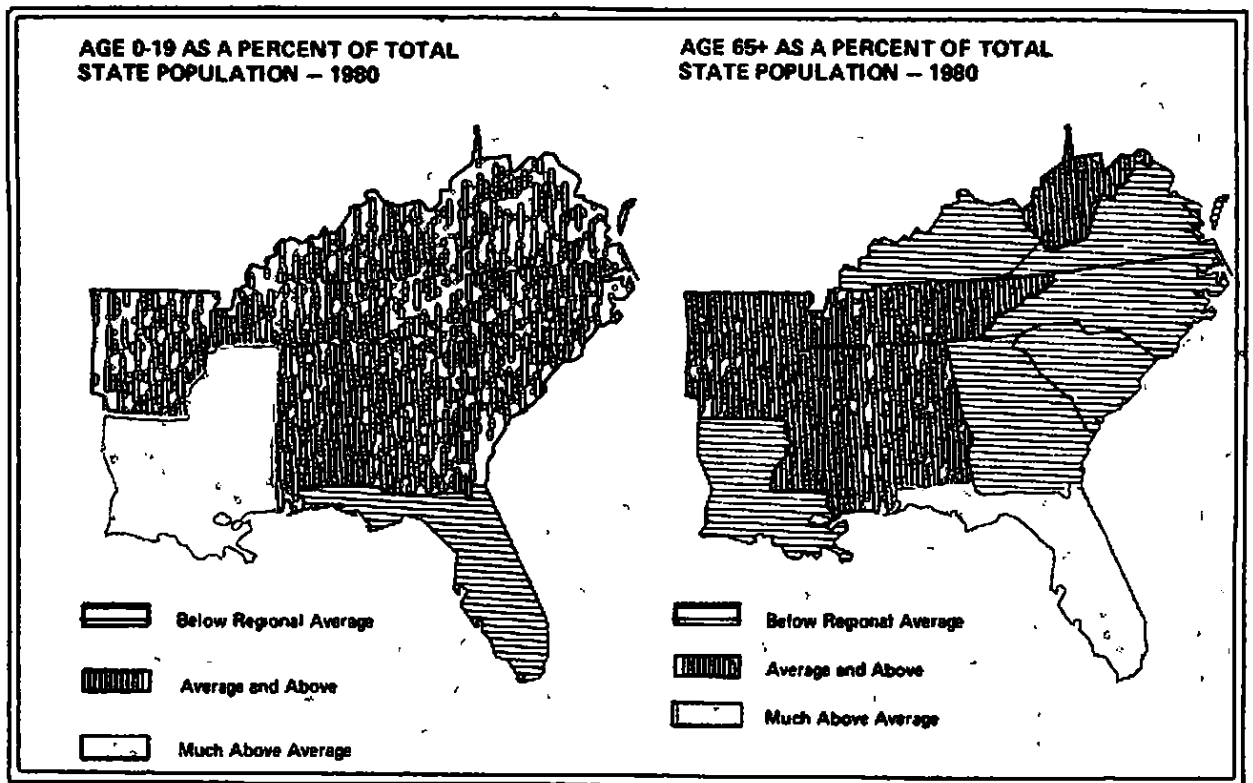 AGE 0-19 AS A PERCENT OF TOTAL
STATE POPULATION — 1980
Below Regional Average
Average and Above
Much Above Average
AGE 65+ AS A PERCENT OF TOTAL
STATE POPULATION — 1980
Below Regional Average
Average and Above
Much Above Average